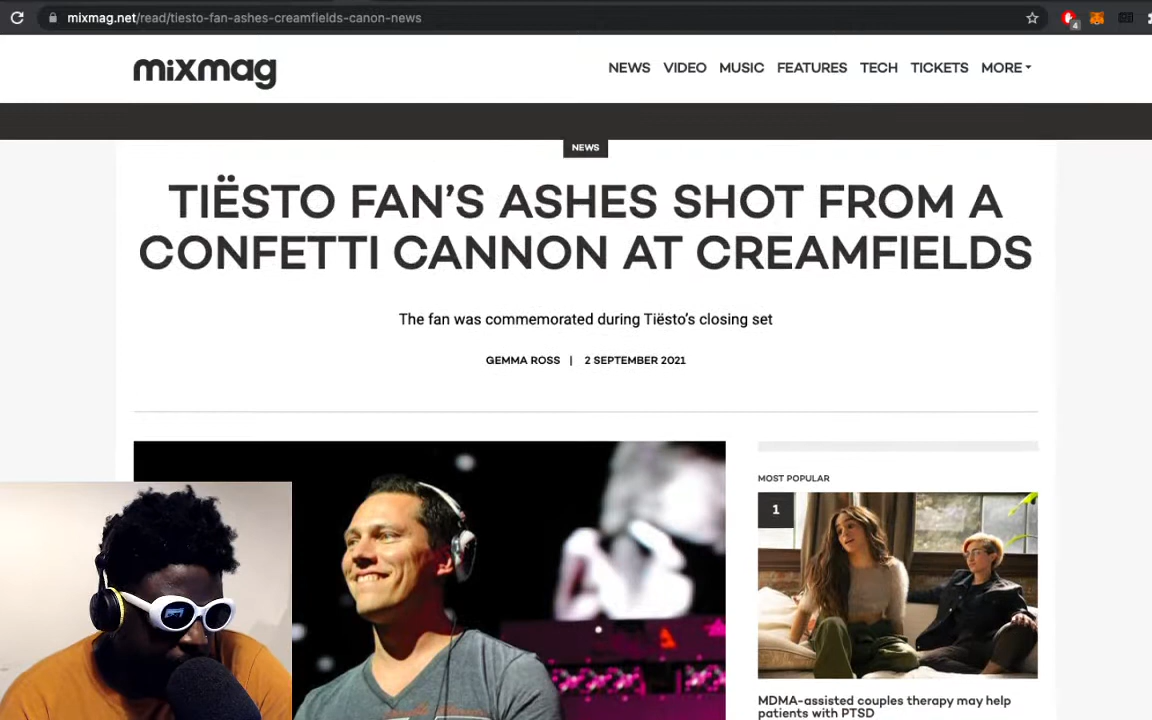 mixmag.net/read/tiesto-fan-ashes-creamfields-canon-news
4
mixmag
NEWS VIDEO MUSIC FEATURES TECH TICKETS MORE
NEWS
TIËSTO FAN’S ASHES SHOT FROM A
CONFETTI CANNON AT CREAMFIELDS
The fan was commemorated during Tiësto’s closing set
GEMMA ROSS | 2 SEPTEMBER 2021
MOST POPULAR
1
MDMA-assisted couples therapy may help
patients with PTSD